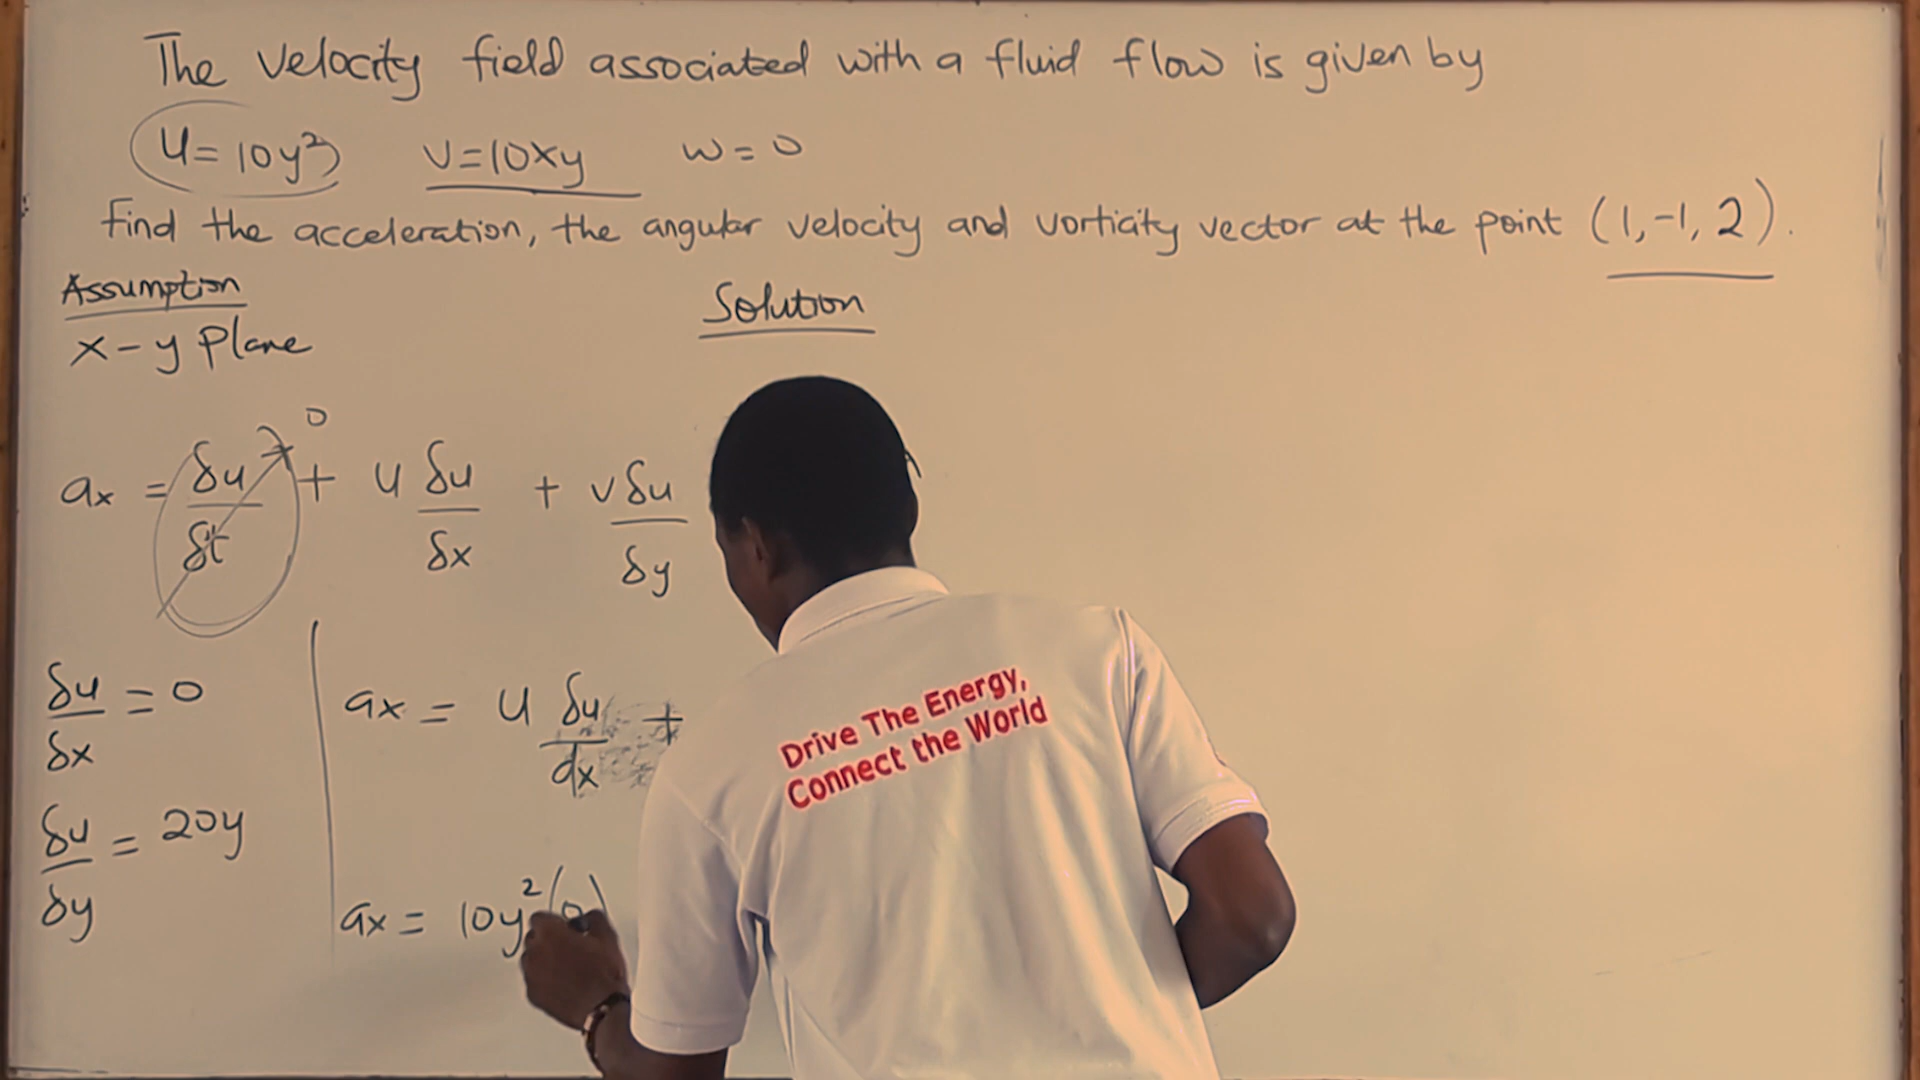 The velocity field associated with a fluid flow is given by
u = 10y² v = 10xy w = 0
Find the acceleration, the angular velocity and vorticity vector at the point (1, -1, 2).
Assumption
x - y Plane
Solution
ax = δu/δt 0 + u δu/δx + v δu/δy
δu/δx = 0
δu/δy = 20y
ax = u δu/dx +
ax = 10y² (0)
Drive The Energy,
Connect the World